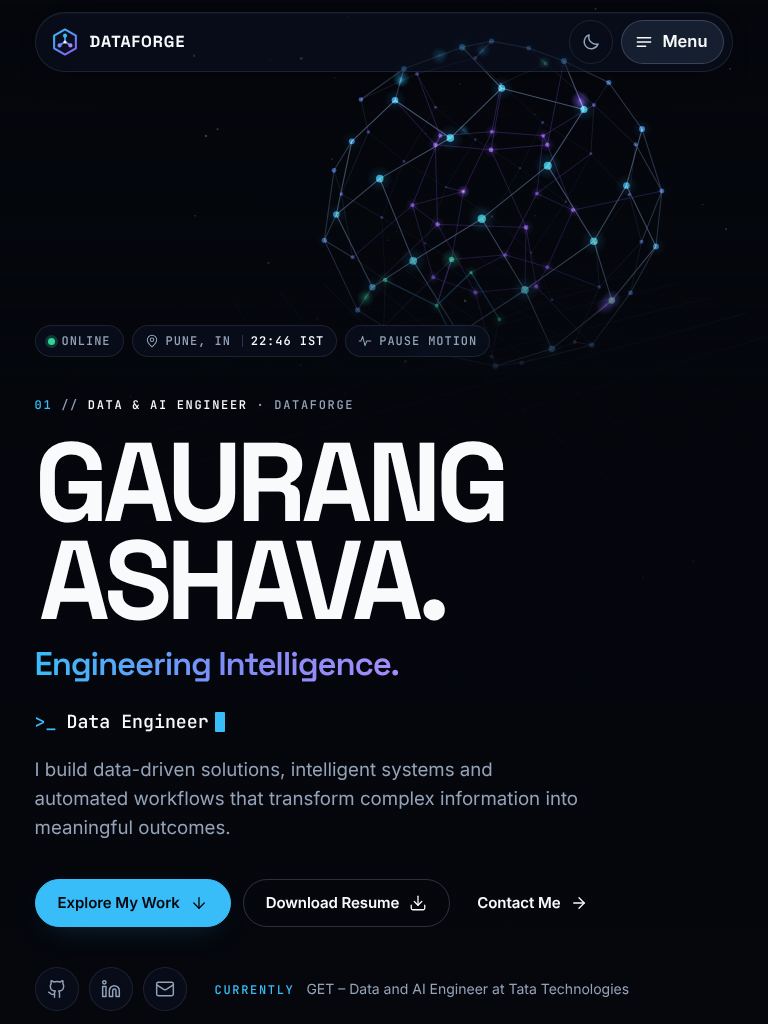 DATAFORGE
Menu
ONLINE
PUNE, IN 22:46 IST
PAUSE MOTION
01 // DATA & AI ENGINEER · DATAFORGE
GAURANG
ASHAVA.
Engineering Intelligence.
>_ Data Engineer
I build data-driven solutions, intelligent systems and
automated workflows that transform complex information into
meaningful outcomes.
Explore My Work
Download Resume
Contact Me
CURRENTLY GET – Data and AI Engineer at Tata Technologies